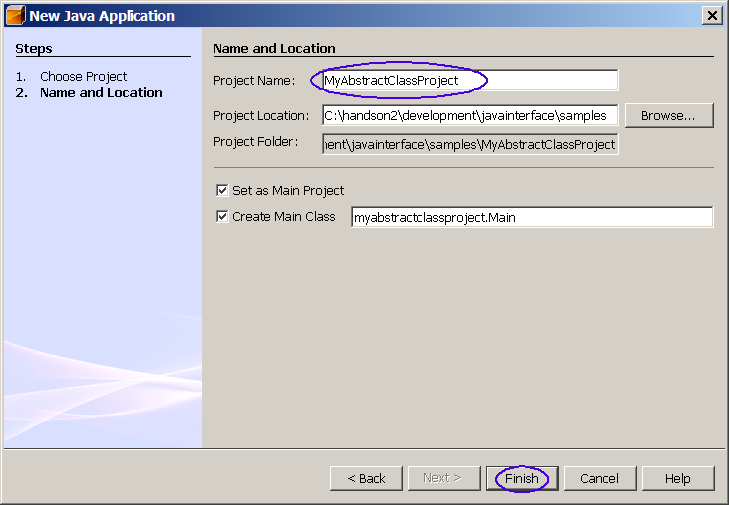 New Java Application
Steps
1. Choose Project
2. Name and Location
Name and Location
Project Name: MyAbstractClassProject
Project Location: C:\handson2\development\javainterface\samples Browse...
Project Folder: ment\javainterface\samples\MyAbstractClassProject
Set as Main Project
Create Main Class myabstractclassproject.Main
< Back Next > Finish Cancel Help